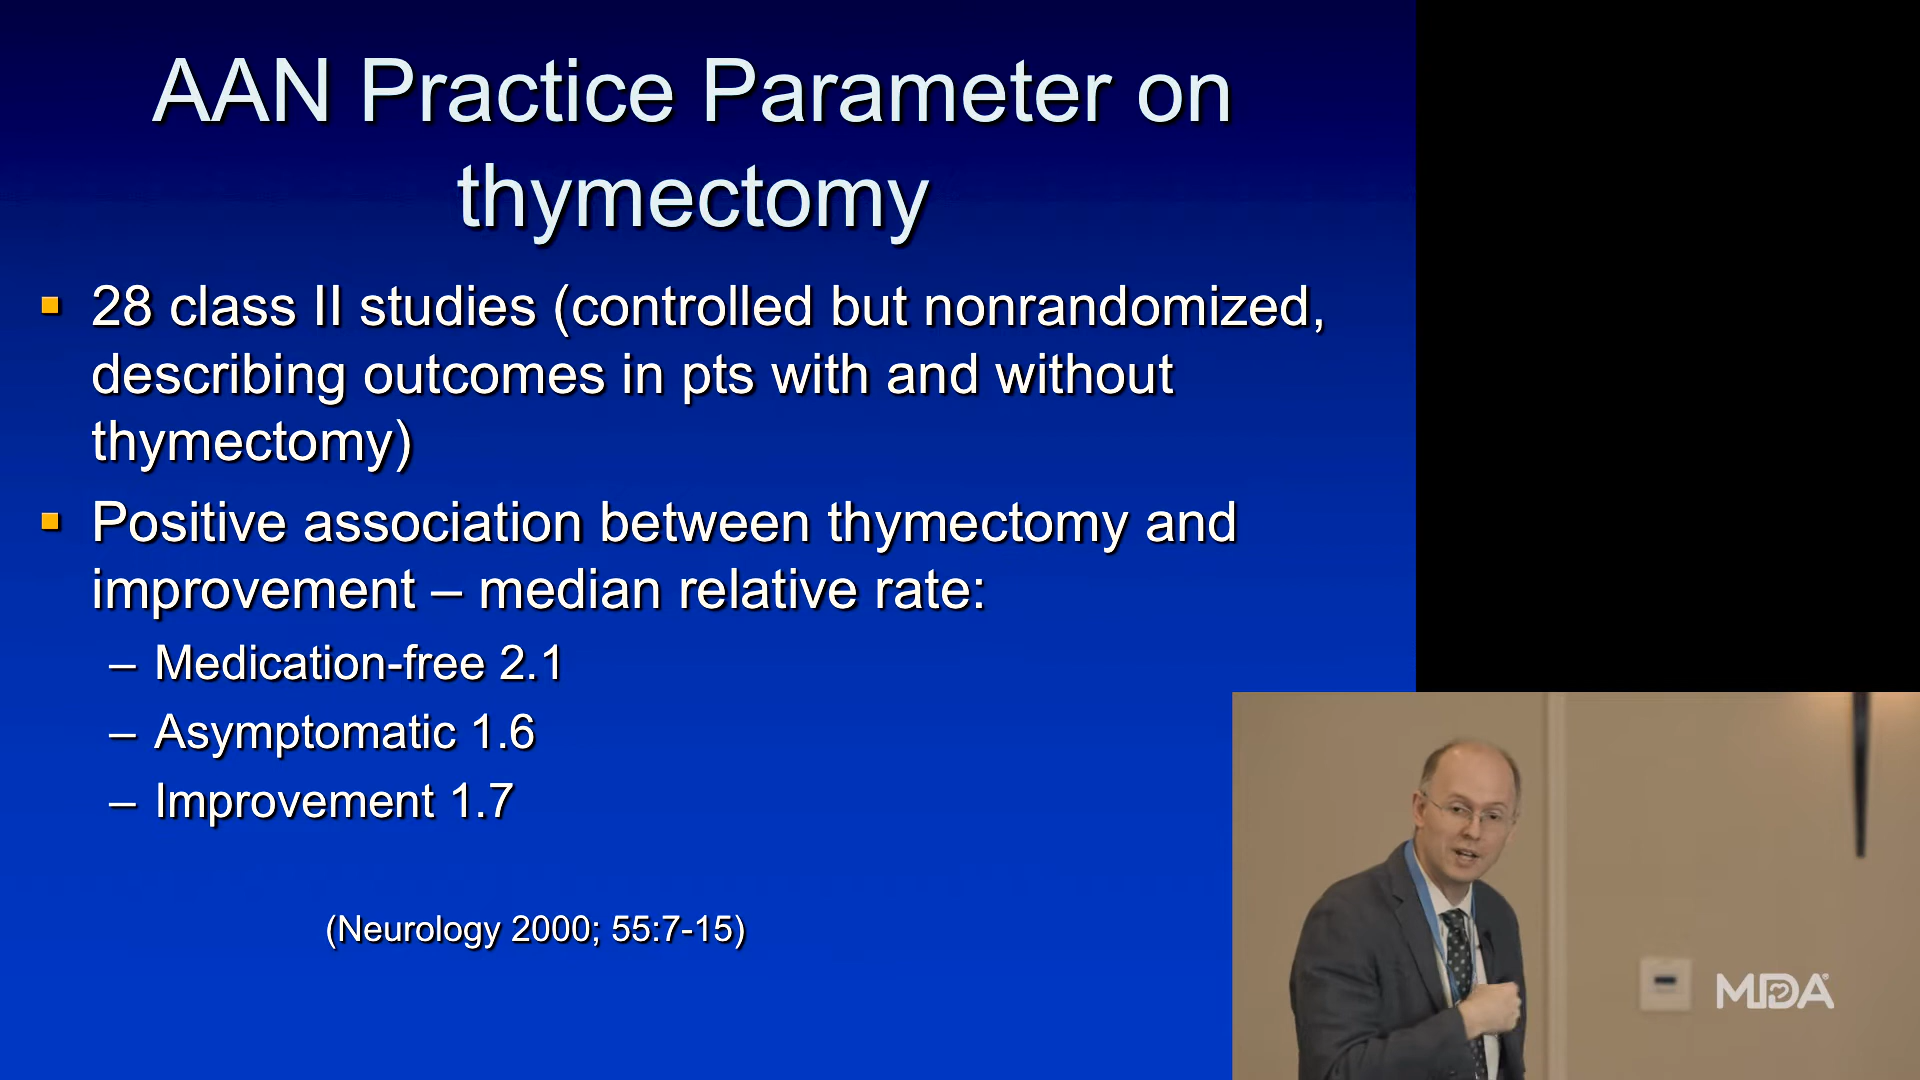 AAN Practice Parameter on
thymectomy
▪ 28 class II studies (controlled but nonrandomized,
describing outcomes in pts with and without
thymectomy)
▪ Positive association between thymectomy and
improvement – median relative rate:
– Medication-free 2.1
– Asymptomatic 1.6
– Improvement 1.7
(Neurology 2000; 55:7-15)
MDA